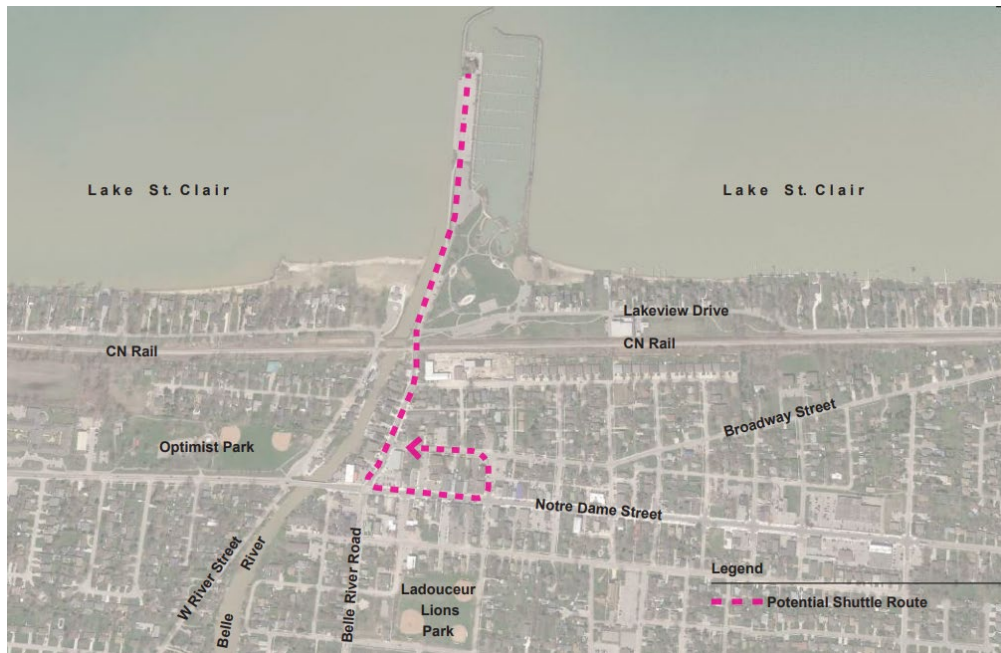 Lake St. Clair
Lake St. Clair
Lakeview Drive
CN Rail
CN Rail
Broadway Street
Optimist Park
Notre Dame Street
W River Street
Belle River
Belle River Road
Ladouceur
Lions
Park
Legend
Potential Shuttle Route